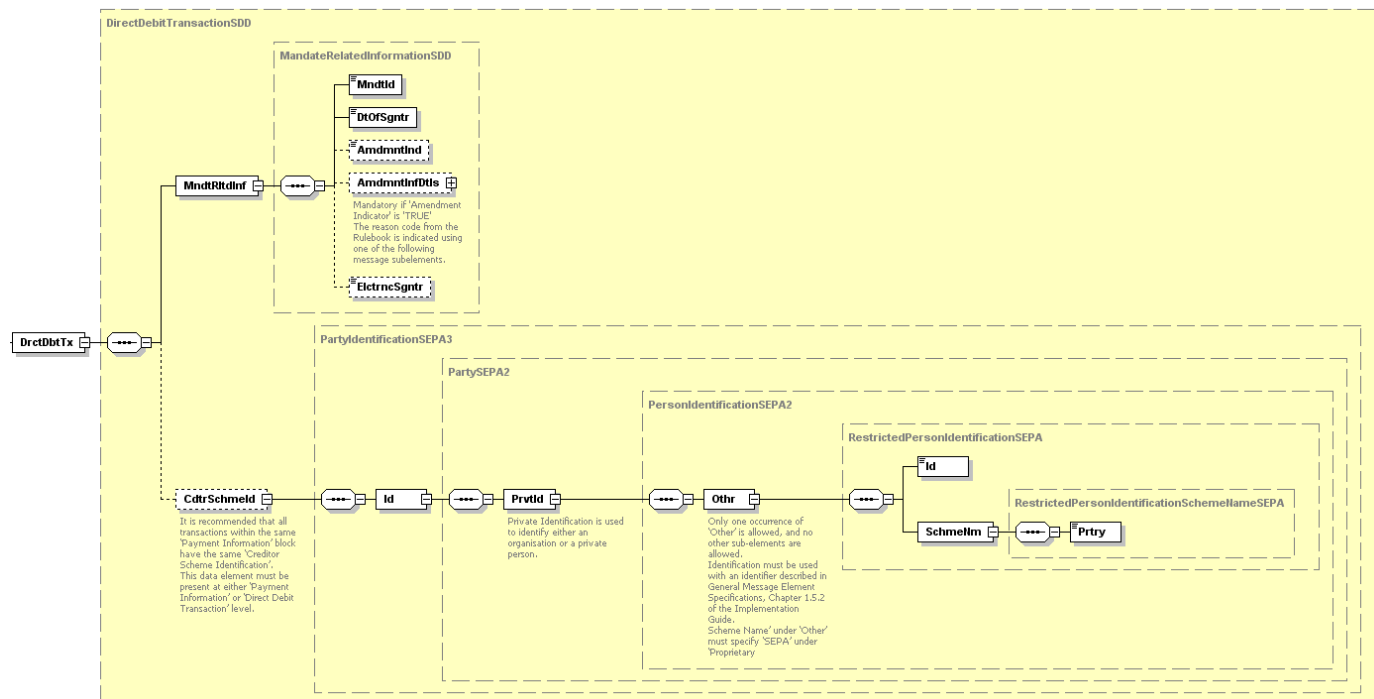 DirectDebitTransactionSDD
MandateRelatedInformationSDD
MndtId
DtOfSgntr
AmdmntInd
MndtRltdInf
AmdmntInfDtls
Mandatory if 'Amendment
Indicator' is 'TRUE'
The reason code from the
Rulebook is indicated using
one of the following
message subelements.
ElctrncSgntr
DrctDbtTx
PartyIdentificationSEPA3
PartySEPA2
PersonIdentificationSEPA2
RestrictedPersonIdentificationSEPA
Id
RestrictedPersonIdentificationSchemeNameSEPA
CdtrSchmeId
It is recommended that all
transactions within the same
'Payment Information' block
have the same 'Creditor
Scheme Identification'.
This data element must be
present at either 'Payment
Information' or 'Direct Debit
Transaction' level.
Id
PrvtId
Private Identification is used
to identify either an
organisation or a private
person.
Othr
Only one occurrence of
'Other' is allowed, and no
other sub-elements are
allowed.
Identification must be used
with an identifier described in
General Message Element
Specifications, Chapter 1.5.2
of the Implementation
Guide.
Scheme Name' under 'Other'
must specify 'SEPA' under
'Proprietary
SchmeNm
Prtry